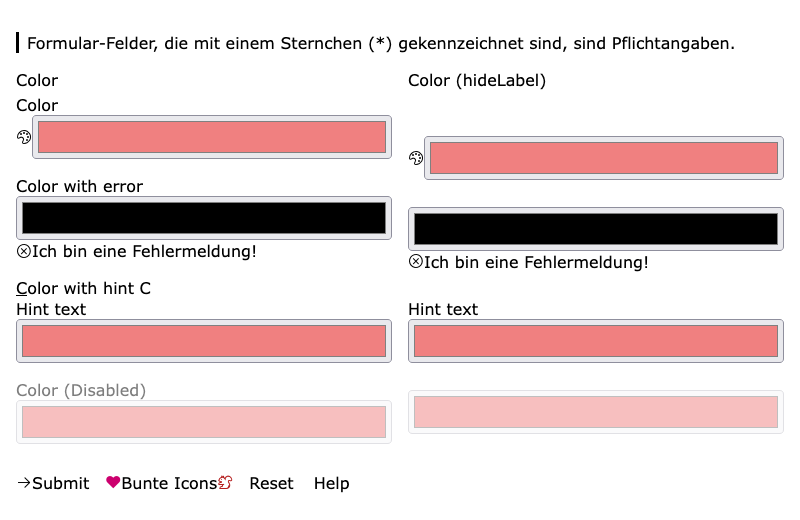 Formular-Felder, die mit einem Sternchen (*) gekennzeichnet sind, sind Pflichtangaben.
Color
Color
Color with error
Ich bin eine Fehlermeldung!
Color with hint C
Hint text
Color (Disabled)
Color (hideLabel)
Ich bin eine Fehlermeldung!
Hint text
Submit Bunte Icons Reset Help